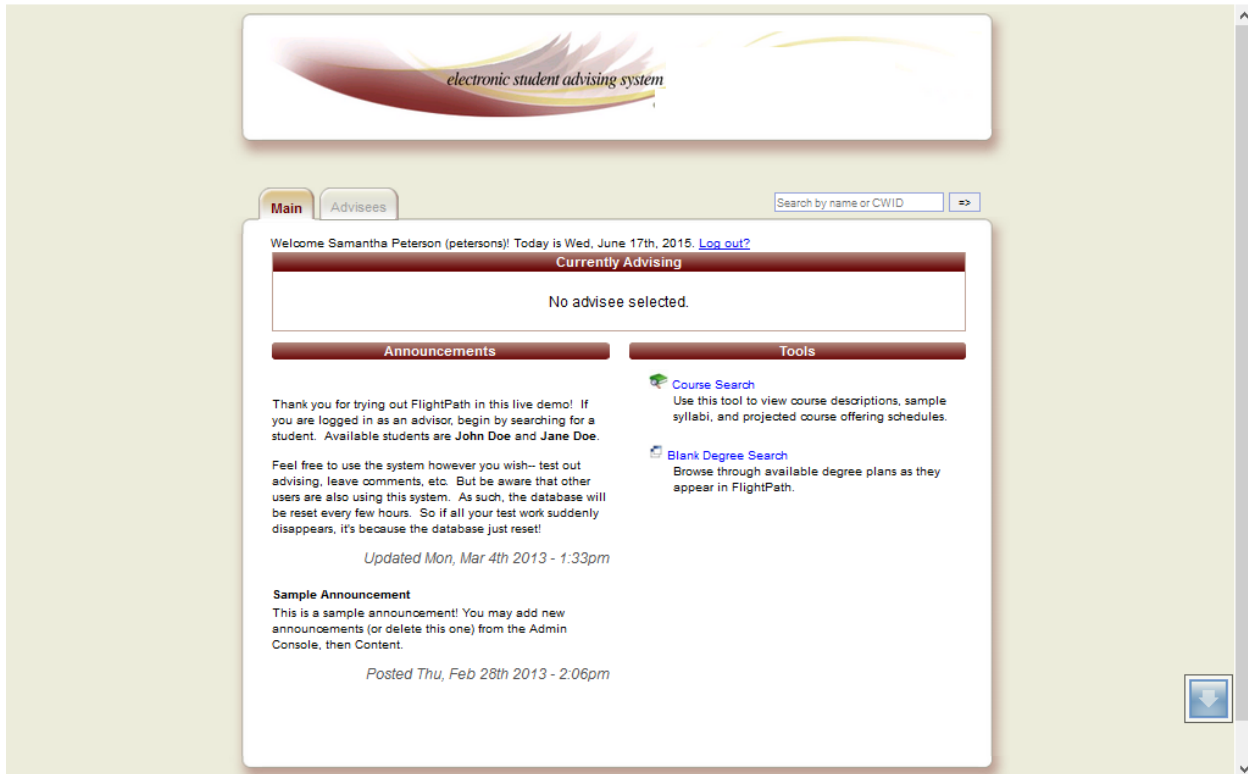 electronic student advising system
Main
Advisees
Search by name or CWID
=>
Welcome Samantha Peterson (petersons)! Today is Wed, June 17th, 2015. Log out?
Currently Advising
No advisee selected.
Announcements
Thank you for trying out FlightPath in this live demo! If
you are logged in as an advisor, begin by searching for a
student. Available students are John Doe and Jane Doe.
Feel free to use the system however you wish-- test out
advising, leave comments, etc. But be aware that other
users are also using this system. As such, the database will
be reset every few hours. So if all your test work suddenly
disappears, it's because the database just reset!
Updated Mon, Mar 4th 2013 - 1:33pm
Sample Announcement
This is a sample announcement! You may add new
announcements (or delete this one) from the Admin
Console, then Content.
Posted Thu, Feb 28th 2013 - 2:06pm
Tools
Course Search
Use this tool to view course descriptions, sample
syllabi, and projected course offering schedules.
Blank Degree Search
Browse through available degree plans as they
appear in FlightPath.